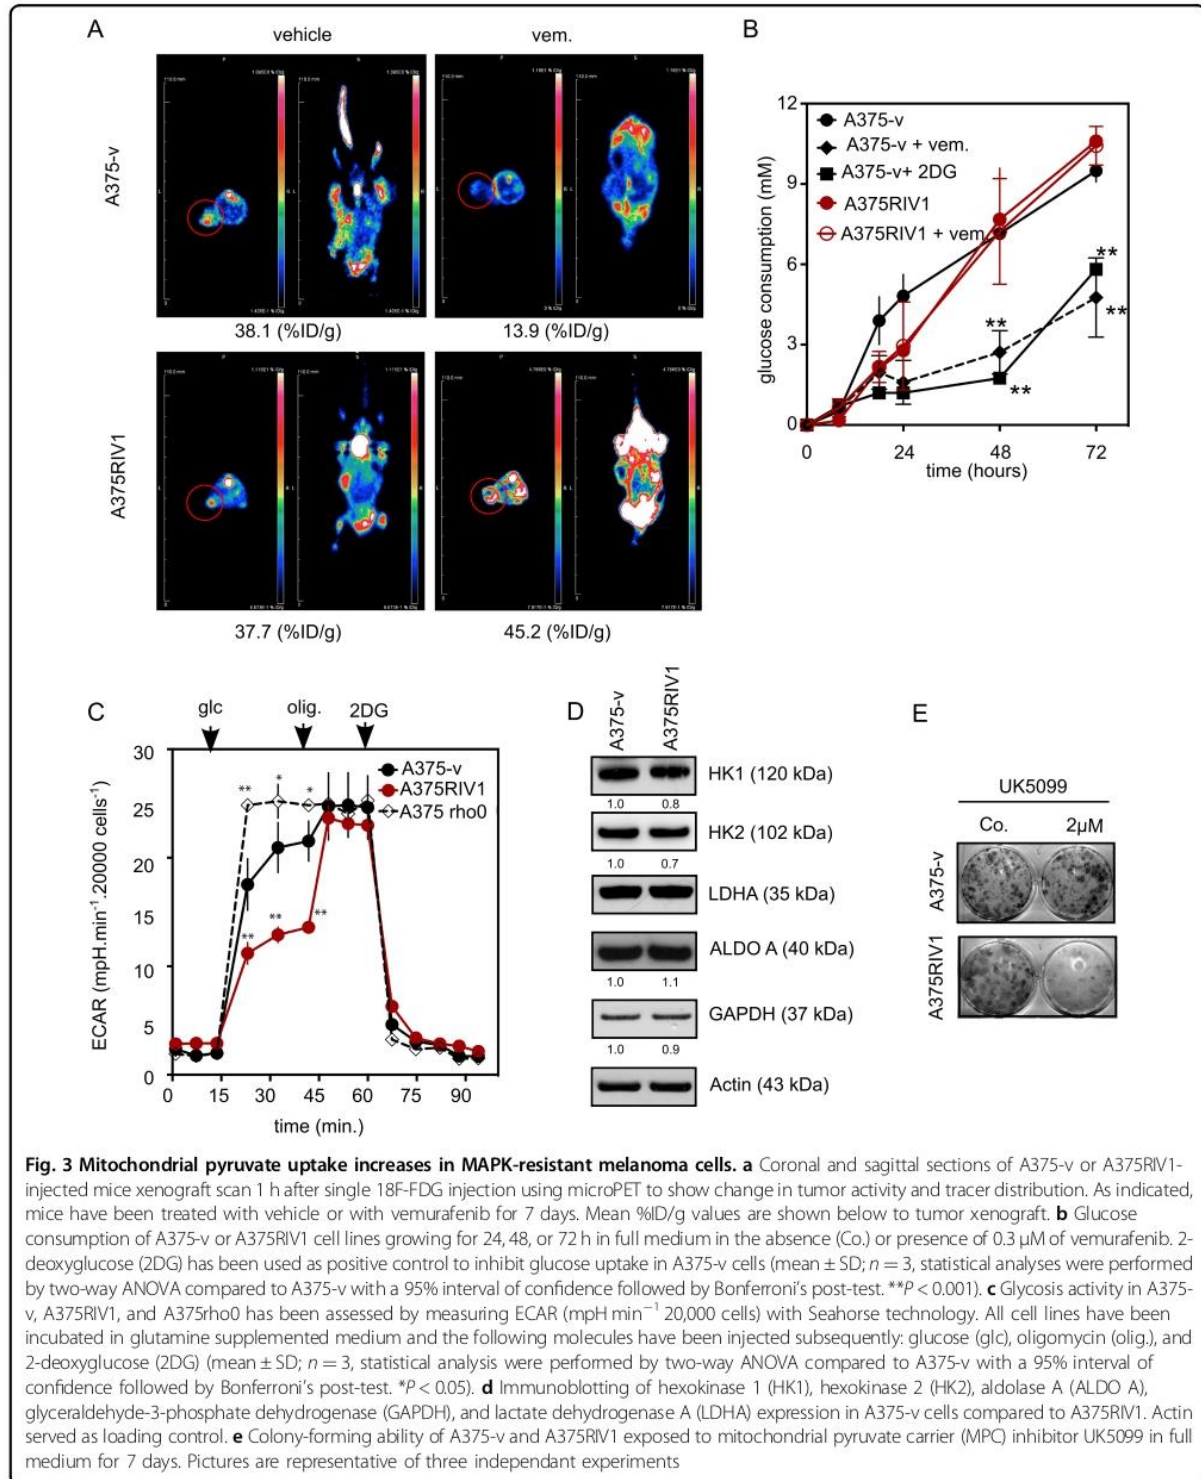 A
vehicle
vem.
A375-v
38.1 (%ID/g)
13.9 (%ID/g)
A375RIV1
37.7 (%ID/g)
45.2 (%ID/g)
B
glucose consumption (mM)
12
9
6
3
0
A375-v
A375-v + vem.
A375-v+ 2DG
A375RIV1
A375RIV1 + vem
**
**
**
**
0
24
48
72
time (hours)
C
glc
olig.
2DG
ECAR (mpH.min⁻¹.20000 cells⁻¹)
30
25
20
15
10
5
0
A375-v
A375RIV1
A375 rho0
**
*
*
**
**
**
0
15
30
45
60
75
90
time (min.)
D
A375-v
A375RIV1
HK1 (120 kDa)
1.0 0.8
HK2 (102 kDa)
1.0 0.7
LDHA (35 kDa)
ALDO A (40 kDa)
1.0 1.1
GAPDH (37 kDa)
1.0 0.9
Actin (43 kDa)
E
UK5099
Co. 2µM
A375-v
A375RIV1
Fig. 3 Mitochondrial pyruvate uptake increases in MAPK-resistant melanoma cells. a Coronal and sagittal sections of A375-v or A375RIV1-
injected mice xenograft scan 1 h after single 18F-FDG injection using microPET to show change in tumor activity and tracer distribution. As indicated,
mice have been treated with vehicle or with vemurafenib for 7 days. Mean %ID/g values are shown below to tumor xenograft. b Glucose
consumption of A375-v or A375RIV1 cell lines growing for 24, 48, or 72 h in full medium in the absence (Co.) or presence of 0.3 µM of vemurafenib. 2-
deoxyglucose (2DG) has been used as positive control to inhibit glucose uptake in A375-v cells (mean ± SD; n = 3, statistical analyses were performed
by two-way ANOVA compared to A375-v with a 95% interval of confidence followed by Bonferroni's post-test. **P < 0.001). c Glycosis activity in A375-
v, A375RIV1, and A375rho0 has been assessed by measuring ECAR (mpH min⁻¹ 20,000 cells) with Seahorse technology. All cell lines have been
incubated in glutamine supplemented medium and the following molecules have been injected subsequently: glucose (glc), oligomycin (olig.), and
2-deoxyglucose (2DG) (mean ± SD; n = 3, statistical analysis were performed by two-way ANOVA compared to A375-v with a 95% interval of
confidence followed by Bonferroni's post-test. *P < 0.05). d Immunoblotting of hexokinase 1 (HK1), hexokinase 2 (HK2), aldolase A (ALDO A),
glyceraldehyde-3-phosphate dehydrogenase (GAPDH), and lactate dehydrogenase A (LDHA) expression in A375-v cells compared to A375RIV1. Actin
served as loading control. e Colony-forming ability of A375-v and A375RIV1 exposed to mitochondrial pyruvate carrier (MPC) inhibitor UK5099 in full
medium for 7 days. Pictures are representative of three independant experiments